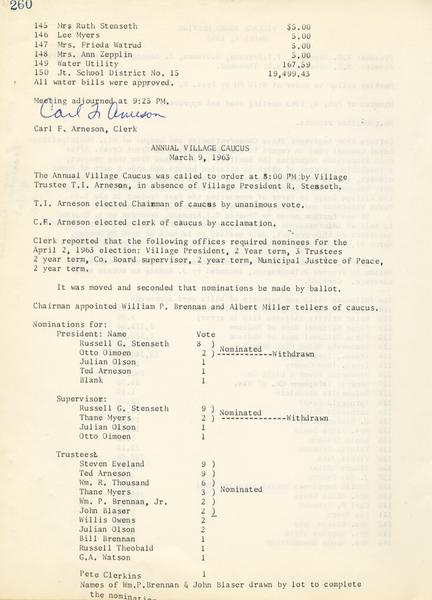 260
145 Mrs Ruth Stenseth $5.00
146 Lee Myers 5.00
147 Mrs. Frieda Watrud 5.00
148 Mrs. Ann Zepplin 5.00
149 Water Utility 167.59
150 Jt. School District No. 15 19,499.43
All water bills were approved.
Meeting adjourned at 9:25 PM.
Carl F Arneson
Carl F. Arneson, Clerk
ANNUAL VILLAGE CAUCUS
March 9, 1963
The Annual Village Caucus was called to order at 8:00 PM by Village
Trustee T.I. Arneson, in absence of Village President R. Stenseth.
T.I. Arneson elected Chairman of caucus by unanimous vote.
C.F. Arneson elected clerk of caucus by acclamation.
Clerk reported that the following offices required nominees for the
April 2, 1963 election: Village President, 2 Year term, 3 Trustees
2 year term, Co. Board supervisor, 2 year term, Municipal Justice of Peace,
2 year term.
It was moved and seconded that nominations be made by ballot.
Chairman appointed William P. Brennan and Albert Miller tellers of caucus.
Nominations for:
President: Name Vote
Russell G. Stenseth 8 ) Nominated
Otto Oimoen 2 ) ------------Withdrawn
Julian Olson 1
Ted Arneson 1
Blank 1
Supervisor:
Russell G. Stenseth 9 ) Nominated
Thane Myers 2 ) ---------------Withdrawn
Julian Olson 1
Otto Oimoen 1
Trustees:
Steven Eveland 9 )
Ted Arneson 9 )
Wm. R. Thousand 6 )
Thane Myers 3 ) Nominated
Wm. P. Brennan, Jr. 2 )
John Blaser 2 )
Willis Owens 2
Julian Olson 2
Bill Brennan 1
Russell Theobald 1
G.A. Watson 1
Pete Clerkins 1
Names of Wm.P.Brennan & John Blaser drawn by lot to complete
the nomination